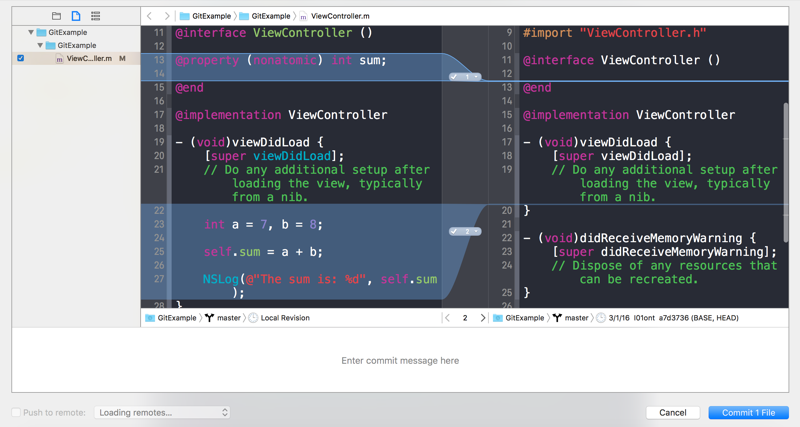 GitExample
GitExample
ViewC...ller.m M
GitExample 〉 GitExample 〉 ViewController.m
11 @interface ViewController ()
12
13 @property (nonatomic) int sum;
14
15 @end
16
17 @implementation ViewController
18
19 - (void)viewDidLoad {
20 [super viewDidLoad];
21 // Do any additional setup after
loading the view, typically
from a nib.
22
23 int a = 7, b = 8;
24
25 self.sum = a + b;
26
27 NSLog(@"The sum is: %d", self.sum
);
28 }
1
2
9 #import "ViewController.h"
10
11 @interface ViewController ()
12
13 @end
14
15 @implementation ViewController
16
17 - (void)viewDidLoad {
18 [super viewDidLoad];
19 // Do any additional setup after
loading the view, typically
from a nib.
20 }
21
22 - (void)didReceiveMemoryWarning {
23 [super didReceiveMemoryWarning];
24 // Dispose of any resources that
can be recreated.
25 }
GitExample 〉 master 〉 Local Revision
2
GitExample 〉 master 〉 3/1/16 l01ont a7d3736 (BASE, HEAD)
Enter commit message here
Push to remote: Loading remotes...
Cancel
Commit 1 File